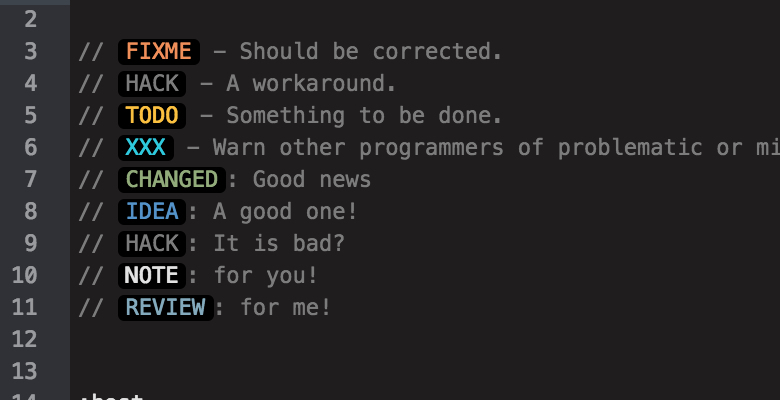 2
3 // FIXME – Should be corrected.
4 // HACK – A workaround.
5 // TODO – Something to be done.
6 // XXX – Warn other programmers of problematic or mi
7 // CHANGED: Good news
8 // IDEA: A good one!
9 // HACK: It is bad?
10 // NOTE: for you!
11 // REVIEW: for me!
12
13
14 :host